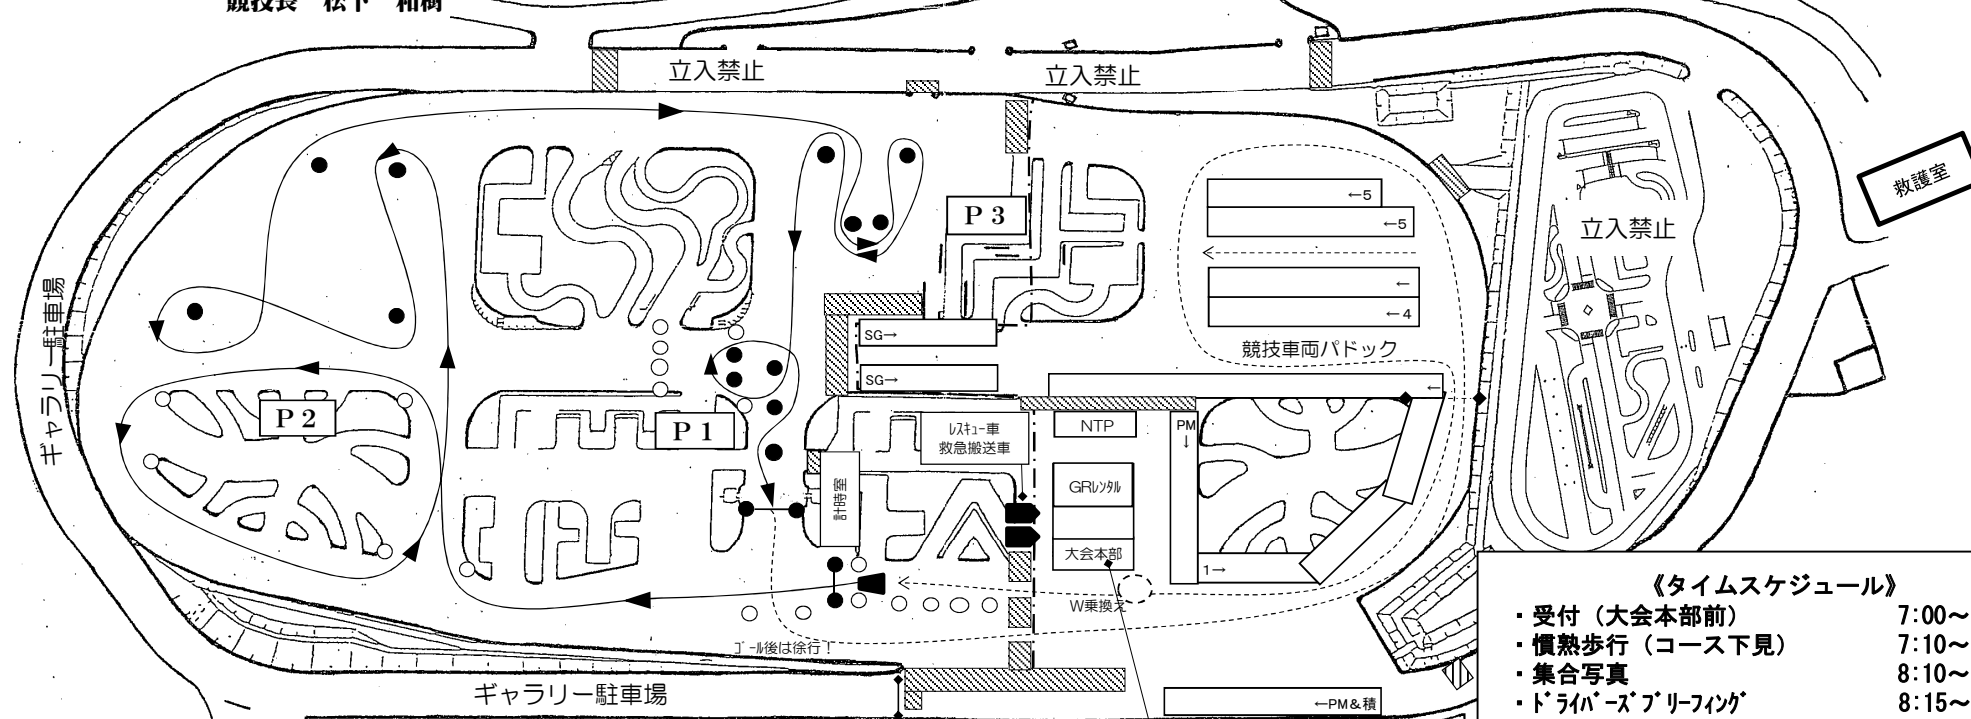 競技長 松下 和樹
立入禁止
立入禁止
救護室
P 3
←5
←5
立入禁止
ギャラリー駐車場
←
←4
SG→
競技車両パドック
SG→
←
P 2
P 1
レスキュー車
救急搬送車
NTP
PM
↓
計時室
GRレンタル
大会本部
1→
W乗換え
ゴール後は徐行！
ギャラリー駐車場
←PM＆積
《タイムスケジュール》
・受付（大会本部前） 7:00～
・慣熟歩行（コース下見） 7:10～
・集合写真 8:10～
・ドライバーズブリーフィング 8:15～